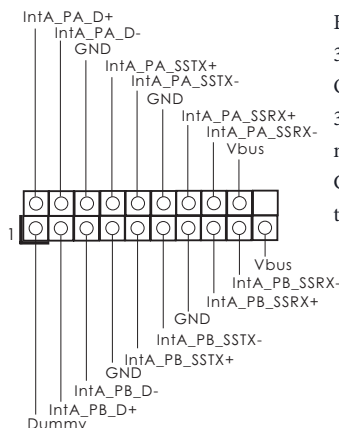 IntA_PA_D+
IntA_PA_D-
GND
IntA_PA_SSTX+
IntA_PA_SSTX-
GND
IntA_PA_SSRX+
IntA_PA_SSRX-
Vbus
1
Vbus
IntA_PB_SSRX-
IntA_PB_SSRX+
GND
IntA_PB_SSTX-
IntA_PB_SSTX+
GND
IntA_PB_D-
IntA_PB_D+
Dummy